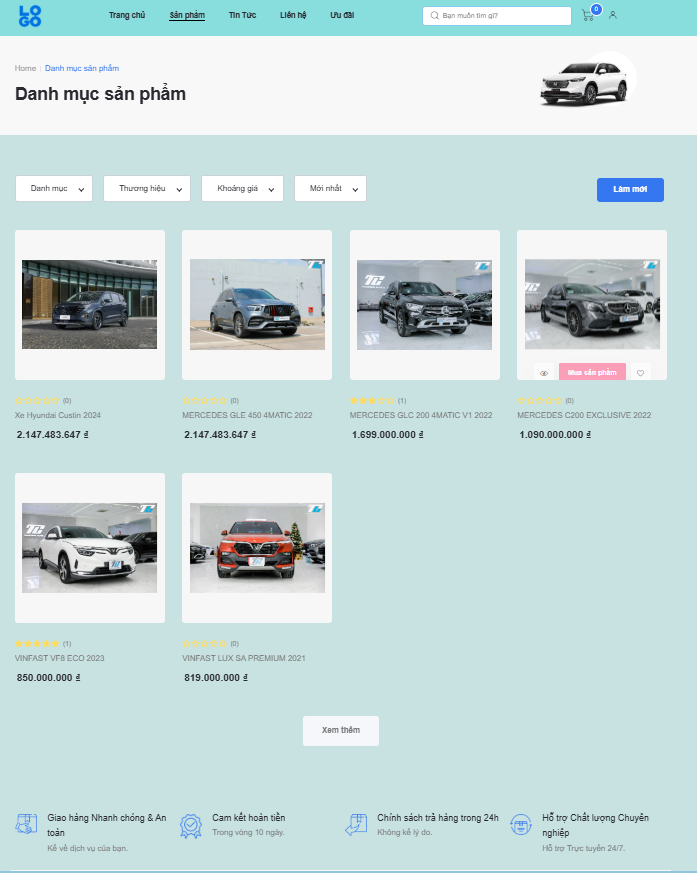 LOGO
Trang chủ Sản phẩm Tin Tức Liên hệ Ưu đãi Bạn muốn tìm gì? 0
Home Danh mục sản phẩm
Danh mục sản phẩm
Danh mục Thương hiệu Khoảng giá Mới nhất Làm mới
Mua sản phẩm
(0) (0) (1) (0)
Xe Hyundai Custin 2024 MERCEDES GLE 450 4MATIC 2022 MERCEDES GLC 200 4MATIC V1 2022 MERCEDES C200 EXCLUSIVE 2022
2.147.483.647 ₫ 2.147.483.647 ₫ 1.699.000.000 ₫ 1.090.000.000 ₫
(1) (0)
VINFAST VF8 ECO 2023 VINFAST LUX SA PREMIUM 2021
850.000.000 ₫ 819.000.000 ₫
Xem thêm
Giao hàng Nhanh chóng & An toàn
Kể về dịch vụ của bạn.
Cam kết hoàn tiền
Trong vòng 10 ngày.
Chính sách trả hàng trong 24h
Không kể lý do.
Hỗ trợ Chất lượng Chuyên nghiệp
Hỗ trợ Trực tuyến 24/7.